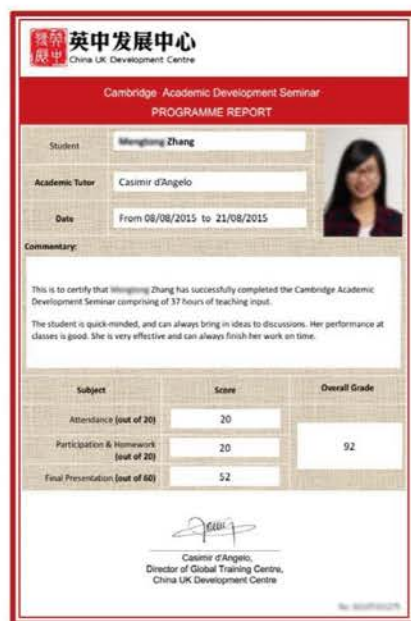 英中发展中心
China UK Development Centre
Cambridge Academic Development Seminar
PROGRAMME REPORT
Student
Zhang
Academic Tutor
Casimir d'Angelo
Date
From 08/08/2015 to 21/08/2015
Commentary:
This is to certify that Zhang has successfully completed the Cambridge Academic
Development Seminar comprising of 37 hours of teaching input.
The student is quick-minded, and can always bring in ideas to discussions. Her performance at
classes is good. She is very effective and can always finish her work on time.
Subject Score Overall Grade
Attendance (out of 20) 20
Participation & Homework
(out of 20) 20 92
Final Presentation (out of 60) 52
Casimir d'Angelo,
Director of Global Training Centre,
China UK Development Centre